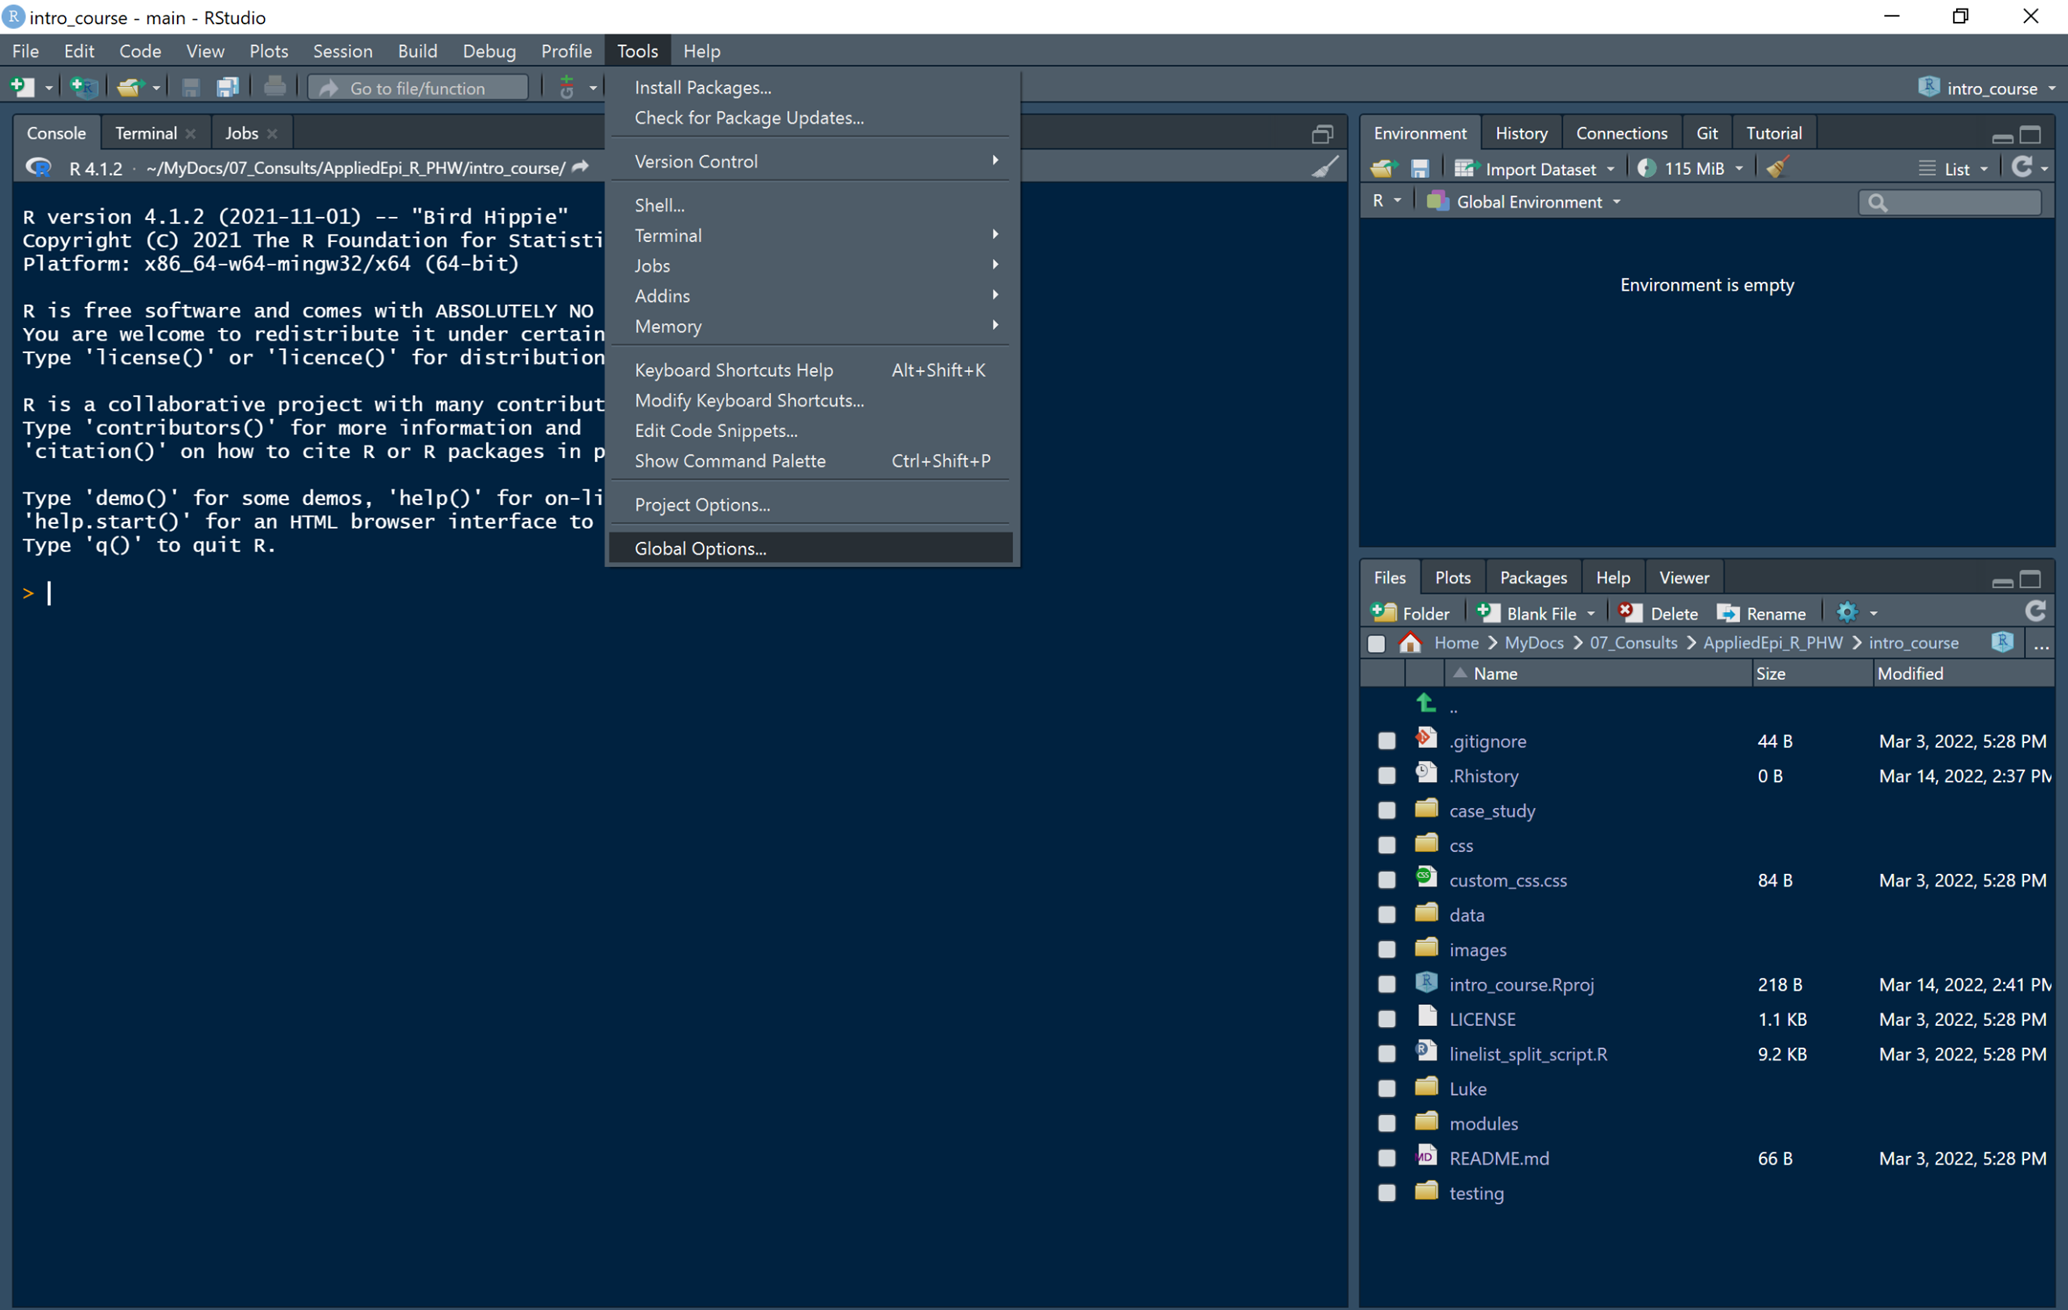 intro_course - main - RStudio
File Edit Code View Plots Session Build Debug Profile Tools Help
Go to file/function
intro_course
Console Terminal Jobs
R 4.1.2 · ~/MyDocs/07_Consults/AppliedEpi_R_PHW/intro_course/
R version 4.1.2 (2021-11-01) -- "Bird Hippie"
Copyright (C) 2021 The R Foundation for Statisti
Platform: x86_64-w64-mingw32/x64 (64-bit)
R is free software and comes with ABSOLUTELY NO
You are welcome to redistribute it under certain
Type 'license()' or 'licence()' for distribution
R is a collaborative project with many contribut
Type 'contributors()' for more information and
'citation()' on how to cite R or R packages in p
Type 'demo()' for some demos, 'help()' for on-li
'help.start()' for an HTML browser interface to
Type 'q()' to quit R.
>
Install Packages...
Check for Package Updates...
Version Control
Shell...
Terminal
Jobs
Addins
Memory
Keyboard Shortcuts Help Alt+Shift+K
Modify Keyboard Shortcuts...
Edit Code Snippets...
Show Command Palette Ctrl+Shift+P
Project Options...
Global Options...
Environment History Connections Git Tutorial
Import Dataset 115 MiB List
R Global Environment
Environment is empty
Files Plots Packages Help Viewer
Folder Blank File Delete Rename
Home MyDocs 07_Consults AppliedEpi_R_PHW intro_course ...
Name Size Modified
..
.gitignore 44 B Mar 3, 2022, 5:28 PM
.Rhistory 0 B Mar 14, 2022, 2:37 PM
case_study
css
custom_css.css 84 B Mar 3, 2022, 5:28 PM
data
images
intro_course.Rproj 218 B Mar 14, 2022, 2:41 PM
LICENSE 1.1 KB Mar 3, 2022, 5:28 PM
linelist_split_script.R 9.2 KB Mar 3, 2022, 5:28 PM
Luke
modules
README.md 66 B Mar 3, 2022, 5:28 PM
testing